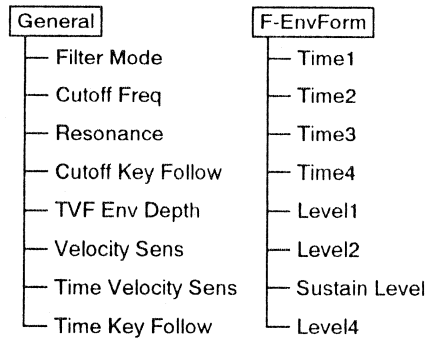 General
Filter Mode
Cutoff Freq
Resonance
Cutoff Key Follow
TVF Env Depth
Velocity Sens
Time Velocity Sens
Time Key Follow
F-EnvForm
Time1
Time2
Time3
Time4
Level1
Level2
Sustain Level
Level4